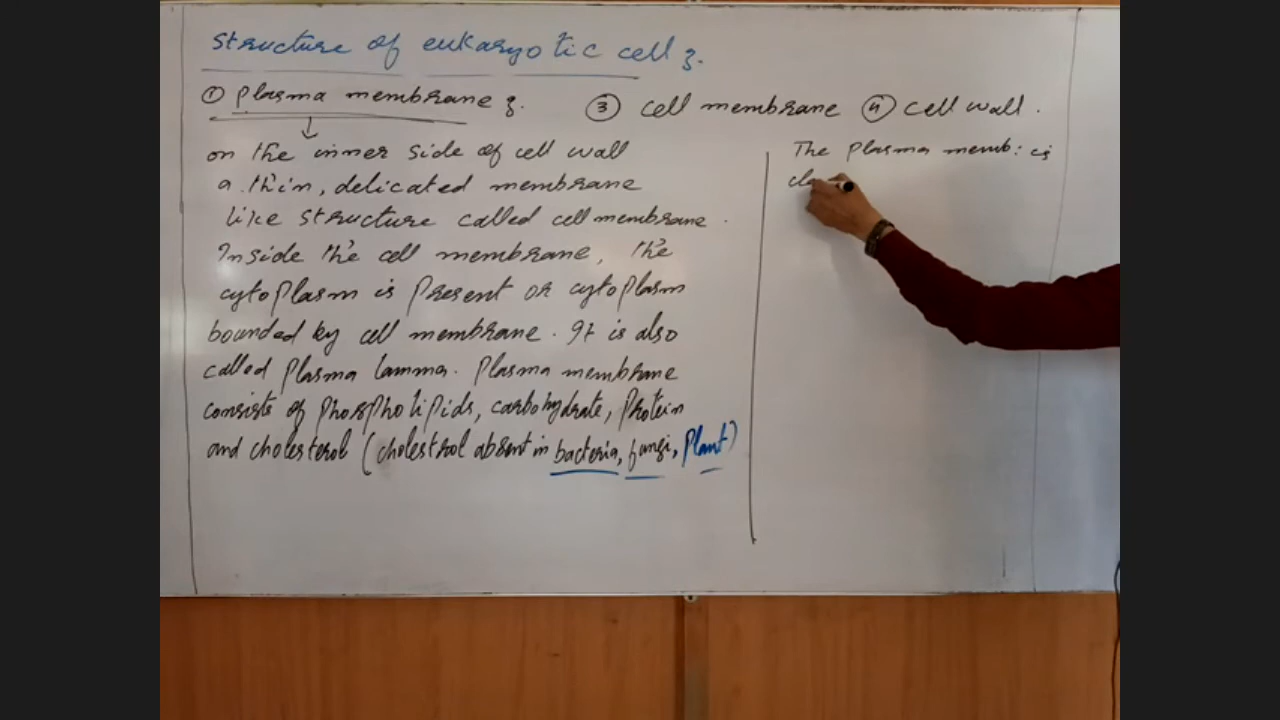 Structure of eukaryotic cell :-
① Plasma membrane :-
③ cell membrane ④ cell wall.
on the inner side of cell wall
a thin, delicated membrane
like structure called cell membrane.
Inside the cell membrane, the
cytoplasm is present or cytoplasm
bounded by cell membrane. It is also
called Plasma lamma. Plasma membrane
consists of phospholipids, carbohydrate, Protein
and cholesterol (cholestrol absent in bacteria, fungi, Plant)
The Plasma memb: is